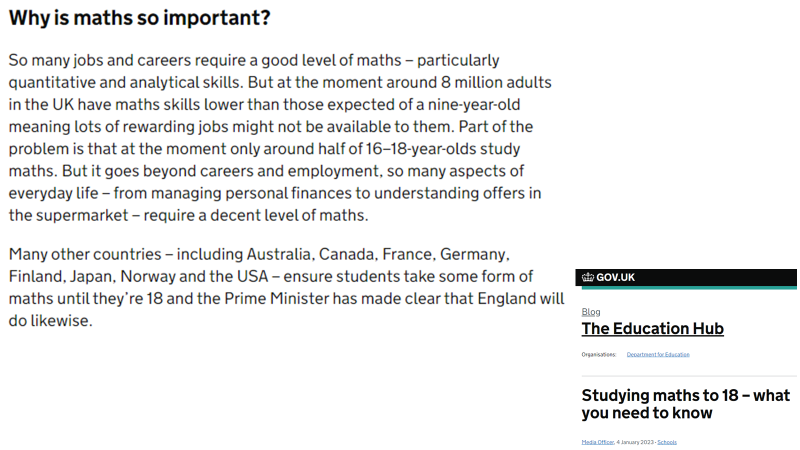 Why is maths so important?
So many jobs and careers require a good level of maths – particularly
quantitative and analytical skills. But at the moment around 8 million adults
in the UK have maths skills lower than those expected of a nine-year-old
meaning lots of rewarding jobs might not be available to them. Part of the
problem is that at the moment only around half of 16–18-year-olds study
maths. But it goes beyond careers and employment, so many aspects of
everyday life – from managing personal finances to understanding offers in
the supermarket – require a decent level of maths.
Many other countries – including Australia, Canada, France, Germany,
Finland, Japan, Norway and the USA – ensure students take some form of
maths until they’re 18 and the Prime Minister has made clear that England will
do likewise.
GOV.UK
Blog
The Education Hub
Organisations: Department for Education
Studying maths to 18 – what
you need to know
Media Officer, 4 January 2023 - Schools